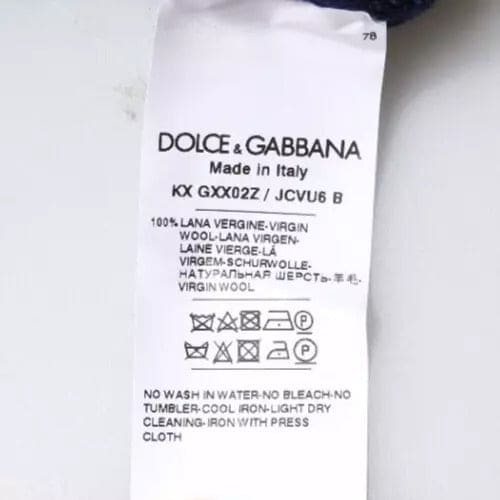 78
DOLCE & GABBANA
Made in Italy
KX GXX02Z / JCVU6 B
100% LANA VERGINE-VIRGIN
WOOL-LANA VIRGEN-
LAINE VIERGE-LÃ
VIRGEM-SCHURWOLLE-
НАТУРАЛЬНАЯ ШЕРСТЬ-羊毛-
VIRGIN WOOL
P
P
NO WASH IN WATER-NO BLEACH-NO
TUMBLER-COOL IRON-LIGHT DRY
CLEANING-IRON WITH PRESS
CLOTH